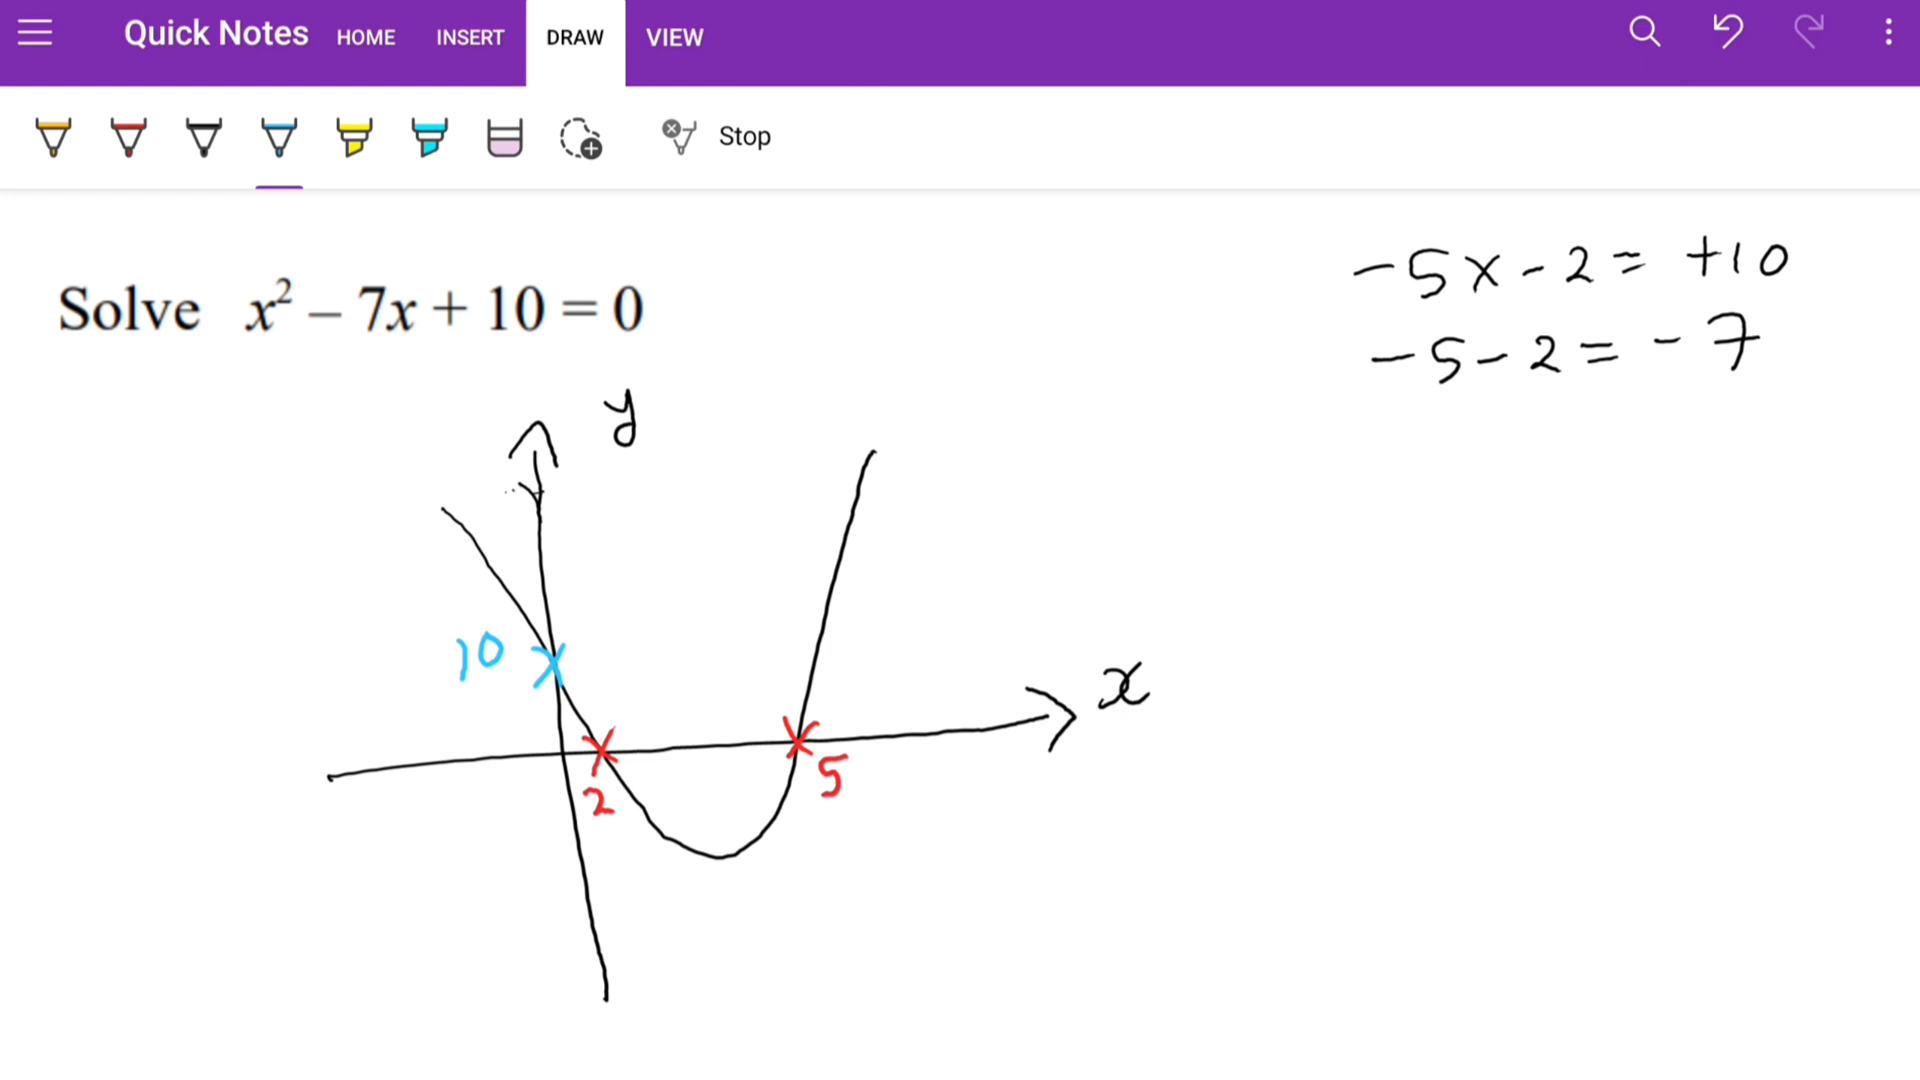 Quick Notes HOME INSERT DRAW VIEW
Stop
-5x-2= +10
Solve x² – 7x + 10 = 0
-5-2=-7
y
10
x
2
5